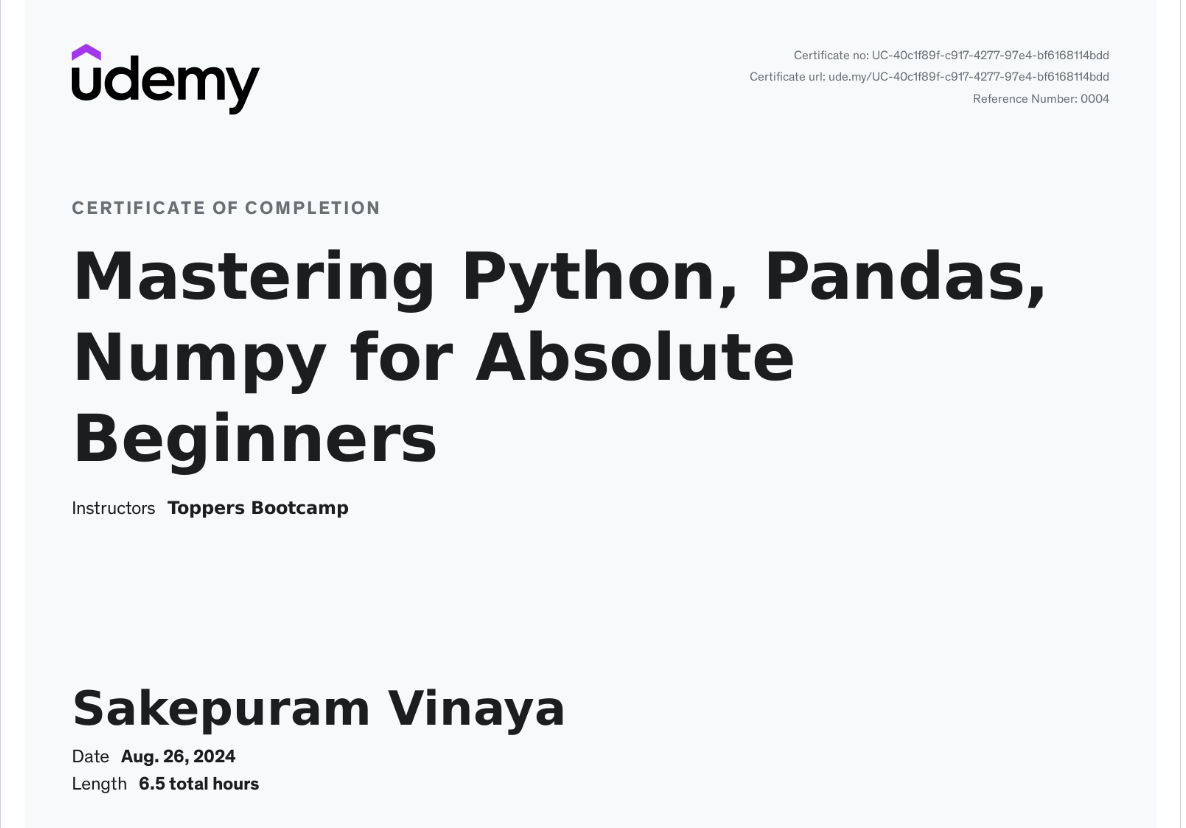 udemy
Certificate no: UC-40c1f89f-c917-4277-97e4-bf6168114bdd
Certificate url: ude.my/UC-40c1f89f-c917-4277-97e4-bf6168114bdd
Reference Number: 0004
CERTIFICATE OF COMPLETION
Mastering Python, Pandas,
Numpy for Absolute
Beginners
Instructors Toppers Bootcamp
Sakepuram Vinaya
Date Aug. 26, 2024
Length 6.5 total hours